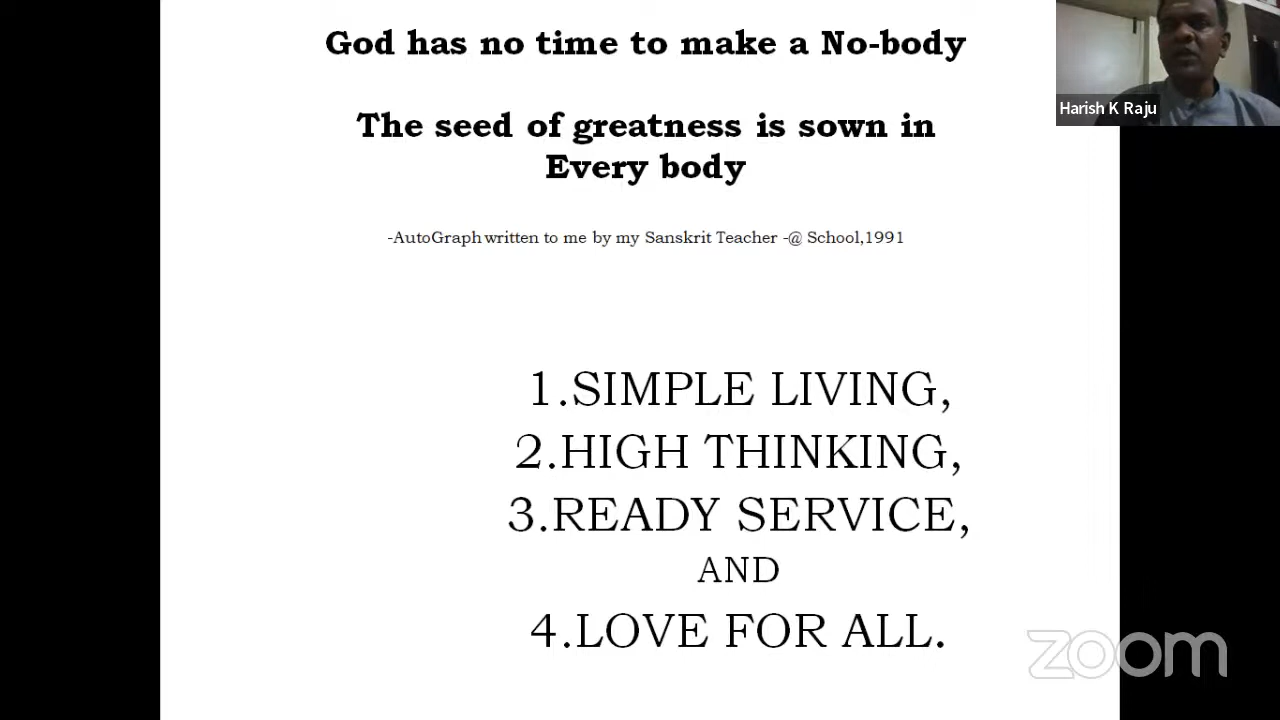 God has no time to make a No-body
The seed of greatness is sown in
Every body
-AutoGraph written to me by my Sanskrit Teacher -@ School,1991
1.SIMPLE LIVING,
2.HIGH THINKING,
3.READY SERVICE,
AND
4.LOVE FOR ALL.
Harish K Raju
zoom